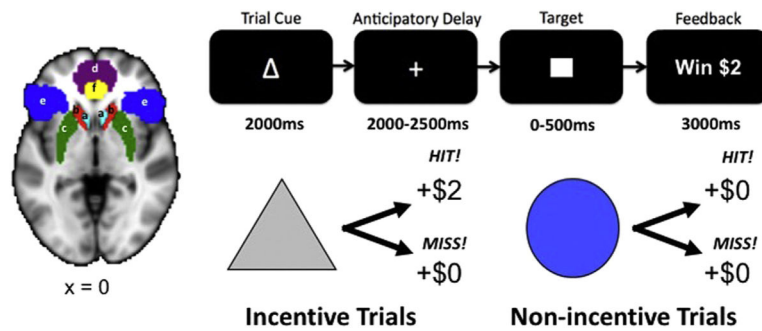 Trial Cue
Anticipatory Delay
Target
Feedback
Δ
+
Win $2
2000ms
2000-2500ms
0-500ms
3000ms
d
f
e
e
b
a
a
b
c
c
x = 0
HIT!
+$2
MISS!
+$0
Incentive Trials
HIT!
+$0
MISS!
+$0
Non-incentive Trials